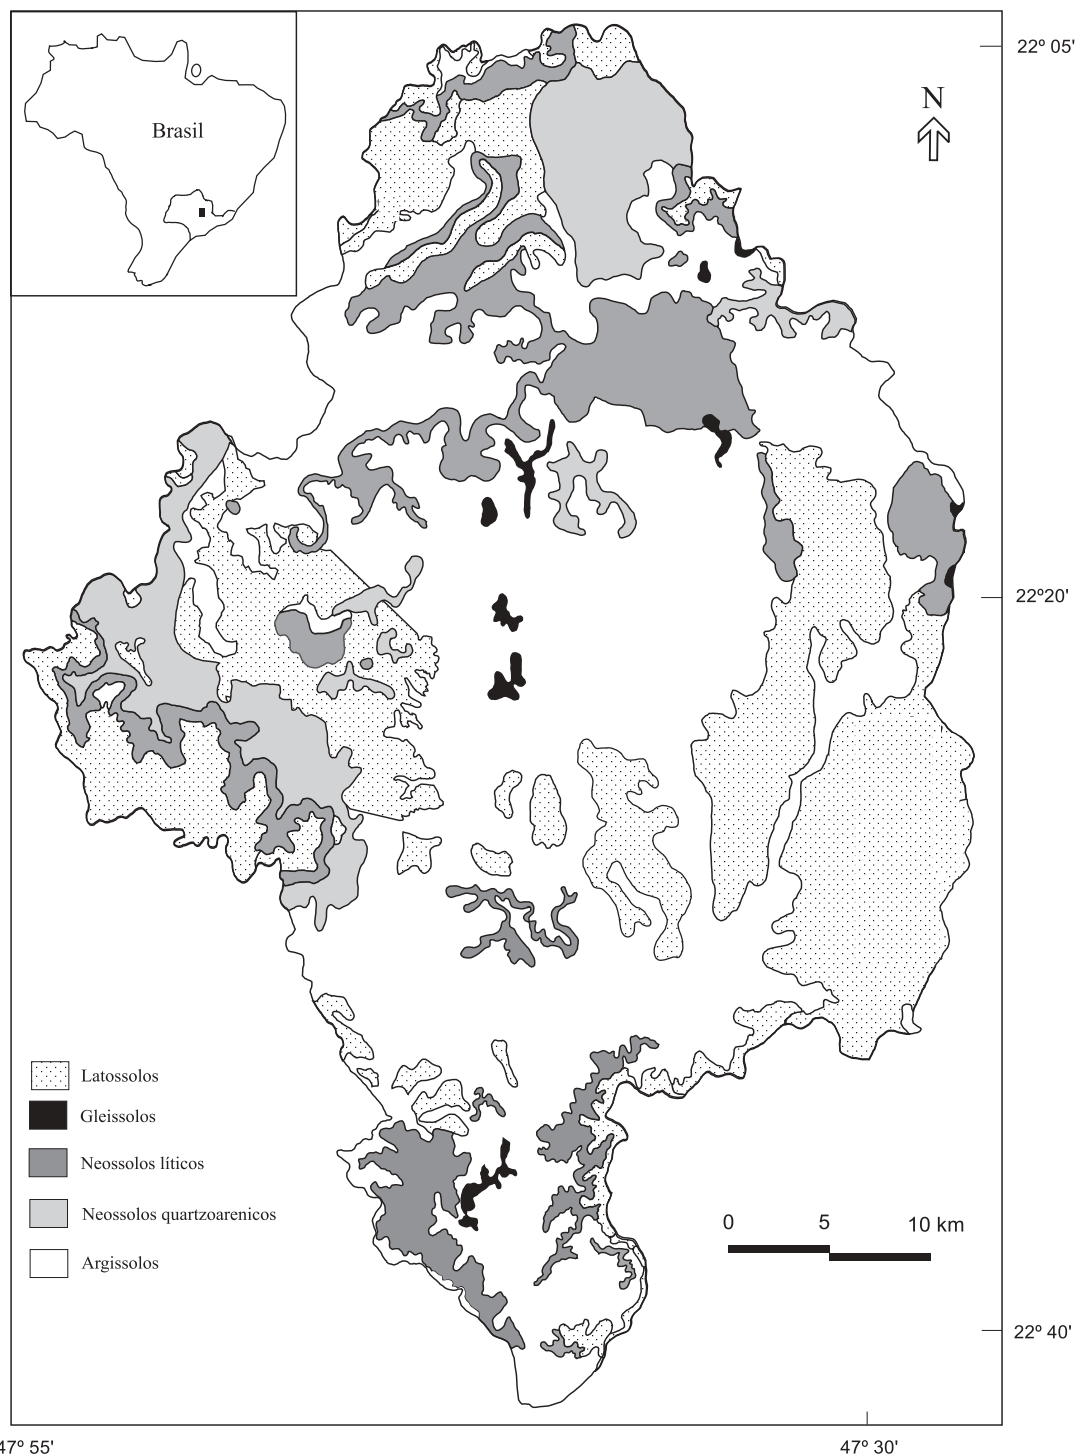 22º 05'
N
Brasil
22º20'
Latossolos
Gleissolos
Neossolos líticos
Neossolos quartzoarenicos
Argissolos
0 5 10 km
22º 40'
47º 55'
47º 30'